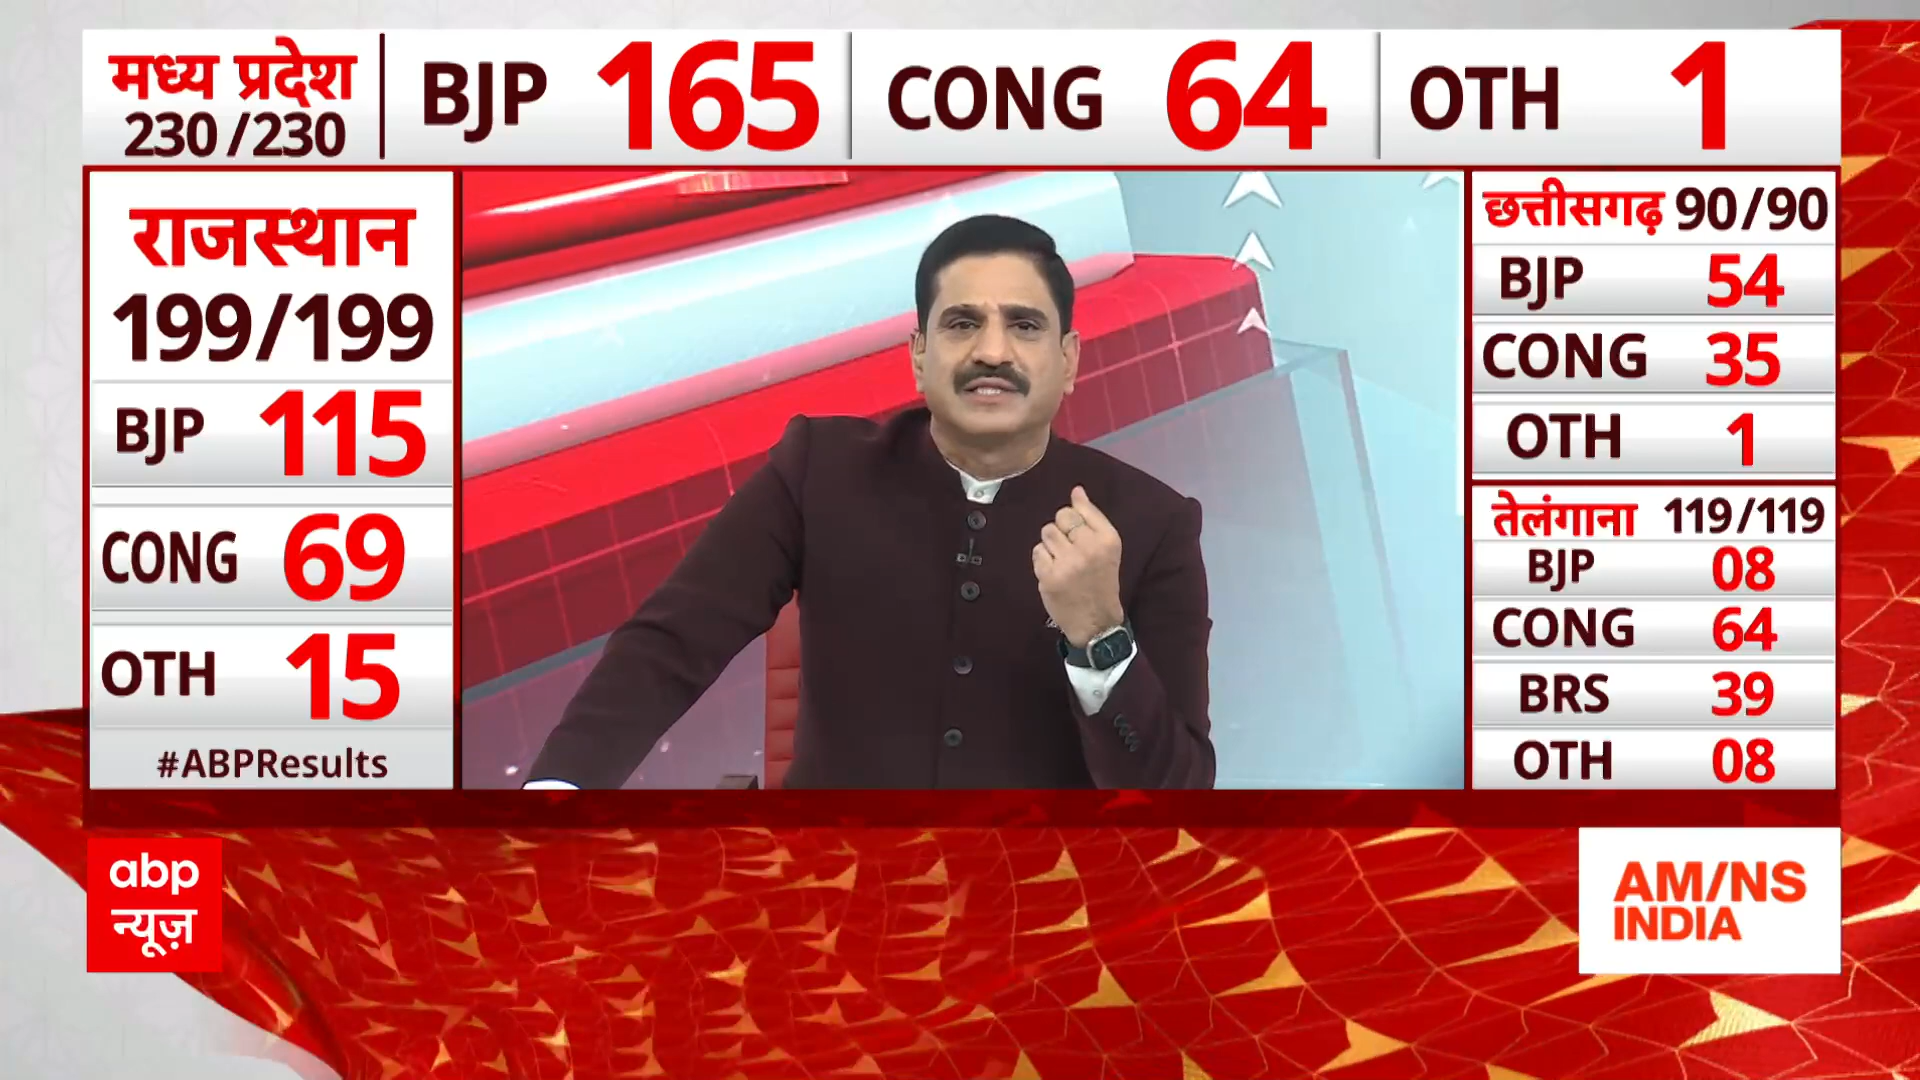 मध्य प्रदेश
230/230
BJP 165
CONG 64
OTH 1
राजस्थान
199/199
BJP 115
CONG 69
OTH 15
#ABPResults
छत्तीसगढ़ 90/90
BJP 54
CONG 35
OTH 1
तेलंगाना 119/119
BJP 08
CONG 64
BRS 39
OTH 08
abp
न्यूज़
AM/NS
INDIA